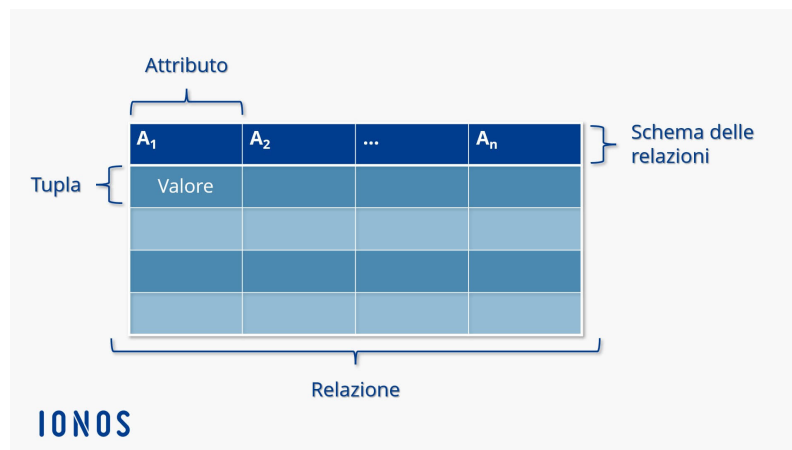 Attributo
A₁ A₂ ... Aₙ
Schema delle
relazioni
Tupla
Valore
Relazione
IONOS